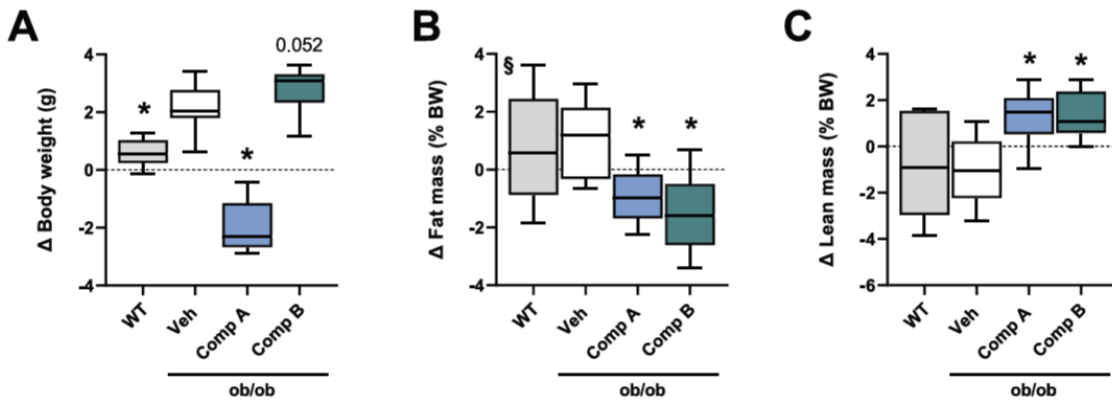 A
Δ Body weight (g)
4
2
0
-2
-4
*
*
0.052
WT
Veh
Comp A
Comp B
ob/ob
B
Δ Fat mass (% BW)
4
2
0
-2
-4
§
*
*
WT
Veh
Comp A
Comp B
ob/ob
C
Δ Lean mass (% BW)
4
2
0
-2
-4
-6
*
*
WT
Veh
Comp A
Comp B
ob/ob